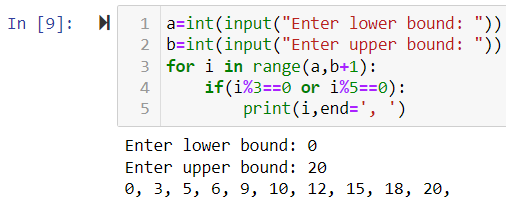 In [9]:
1 a=int(input("Enter lower bound: "))
2 b=int(input("Enter upper bound: "))
3 for i in range(a,b+1):
4     if(i%3==0 or i%5==0):
5         print(i,end=', ')
Enter lower bound: 0
Enter upper bound: 20
0, 3, 5, 6, 9, 10, 12, 15, 18, 20,